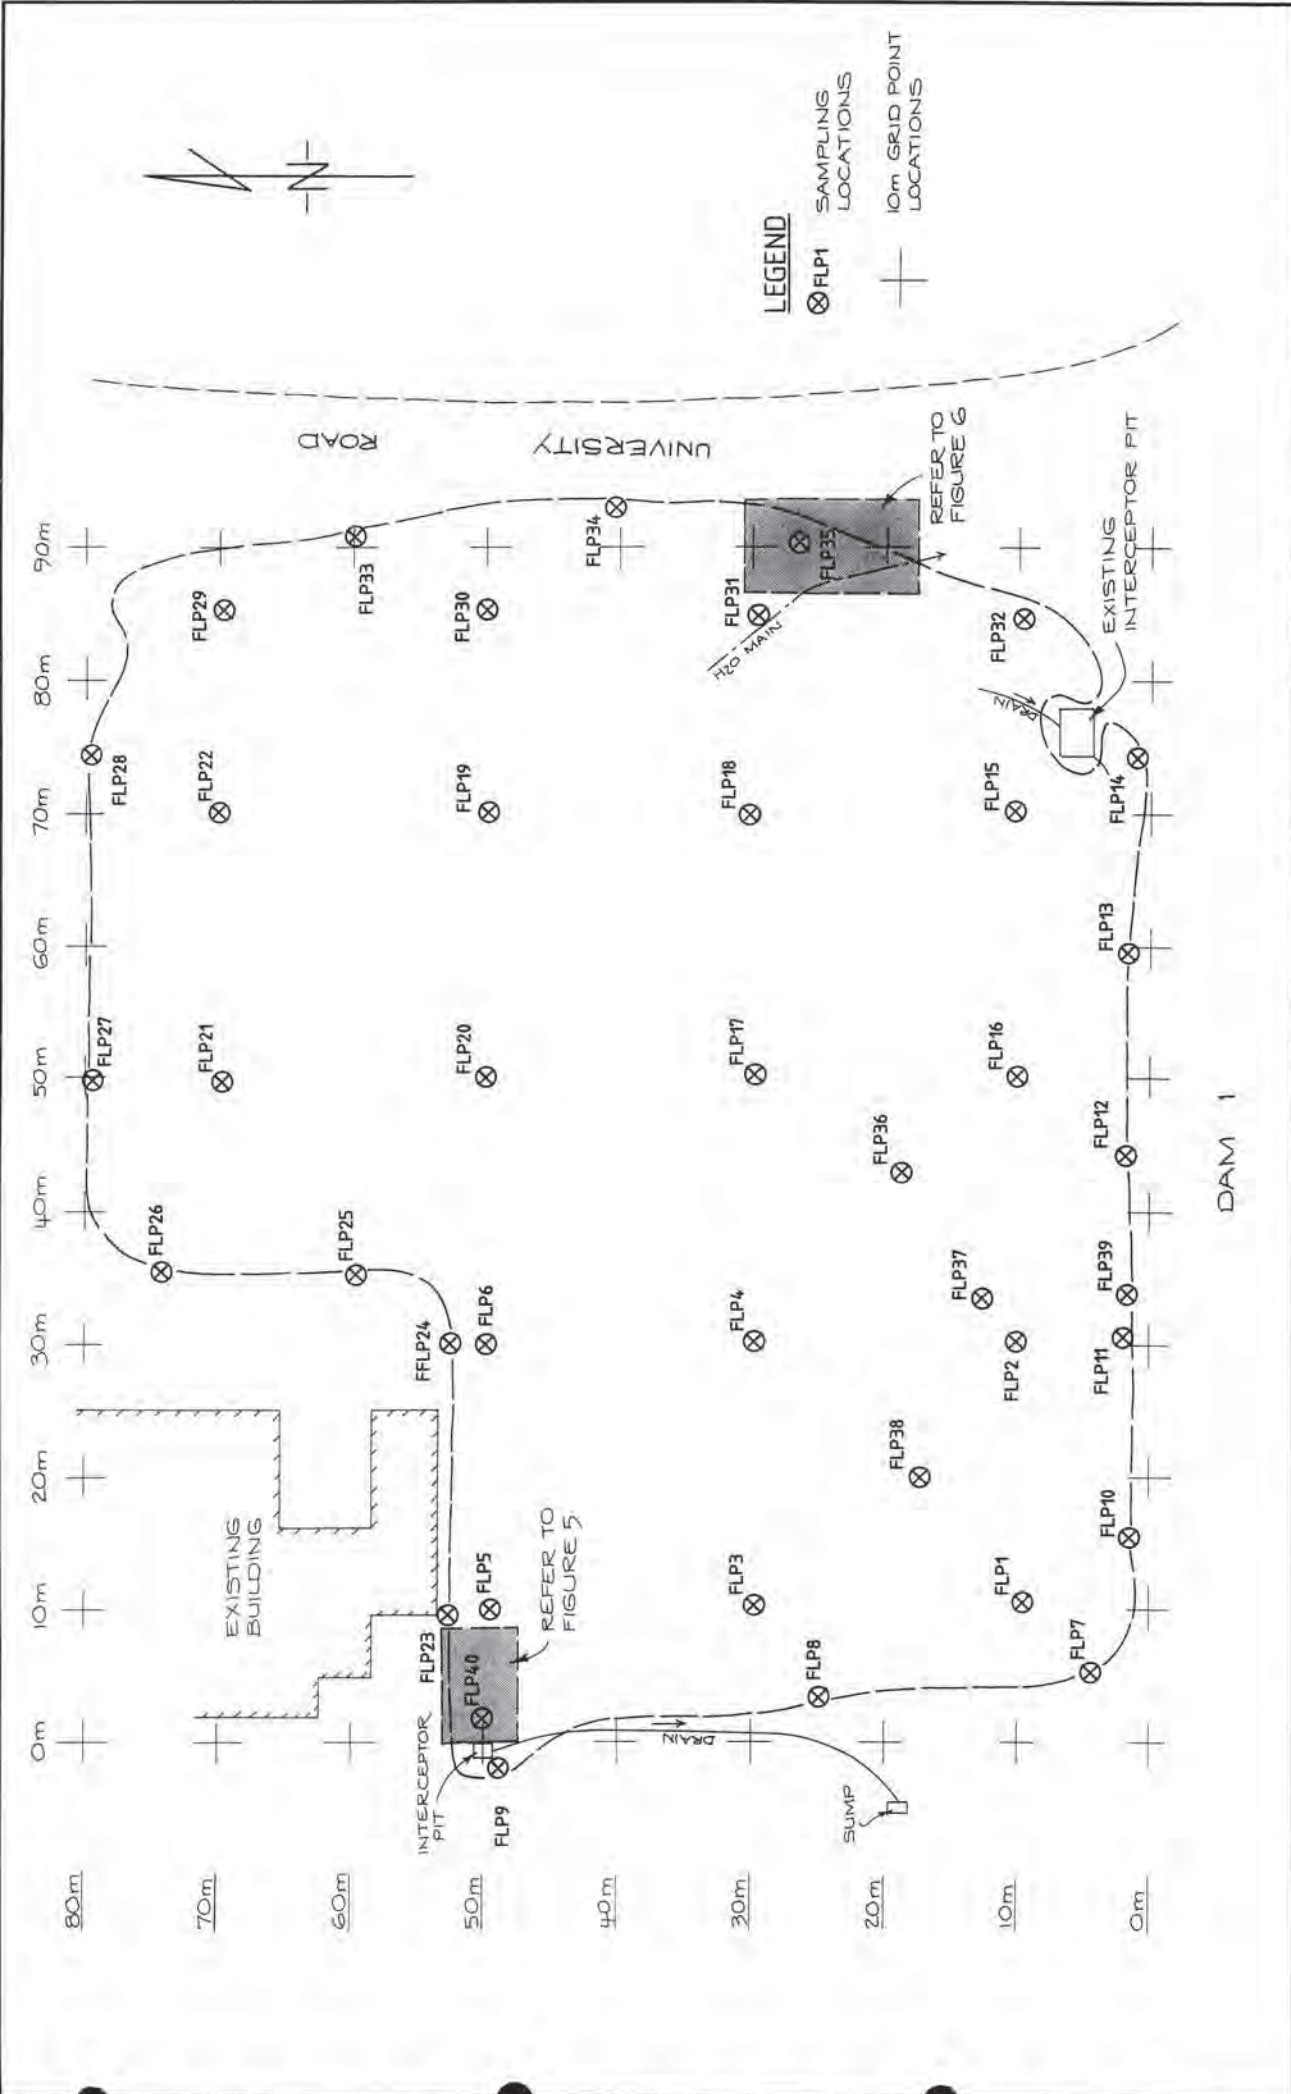 0m
10m
20m
30m
40m
50m
60m
70m
80m
90m
80m
70m
60m
50m
40m
30m
20m
10m
0m
N
LEGEND
FLP1 SAMPLING
LOCATIONS
10m GRID POINT
LOCATIONS
EXISTING
BUILDING
FLP26
FLP27
FLP28
FLP21
FLP22
FLP29
FLP25
FLP33
INTERCEPTOR
PIT
FLP23
FFLP24
FLP9
FLP40
FLP5
FLP6
FLP20
FLP19
FLP30
REFER TO
FIGURE 5
FLP34
UNIVERSITY
ROAD
DRAIN
H2O MAIN
FLP3
FLP4
FLP17
FLP18
FLP31
FLP8
FLP35
SUMP
FLP38
FLP36
REFER TO
FIGURE 6
FLP37
FLP1
FLP2
FLP16
FLP15
FLP32
DRAIN
FLP7
FLP10
FLP11
FLP39
FLP12
FLP13
FLP14
EXISTING
INTERCEPTOR PIT
DAM 1